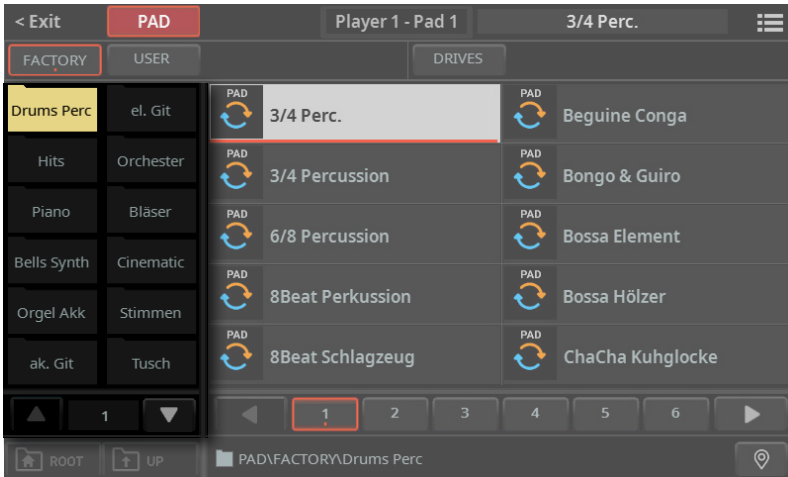 < Exit PAD Player 1 - Pad 1 3/4 Perc.
FACTORY USER DRIVES
Drums Perc el. Git
Hits Orchester
Piano Bläser
Bells Synth Cinematic
Orgel Akk Stimmen
ak. Git Tusch
1
PAD 3/4 Perc. PAD Beguine Conga
PAD 3/4 Percussion PAD Bongo & Guiro
PAD 6/8 Percussion PAD Bossa Element
PAD 8Beat Perkussion PAD Bossa Hölzer
PAD 8Beat Schlagzeug PAD ChaCha Kuhglocke
1 2 3 4 5 6
ROOT UP PAD\FACTORY\Drums Perc